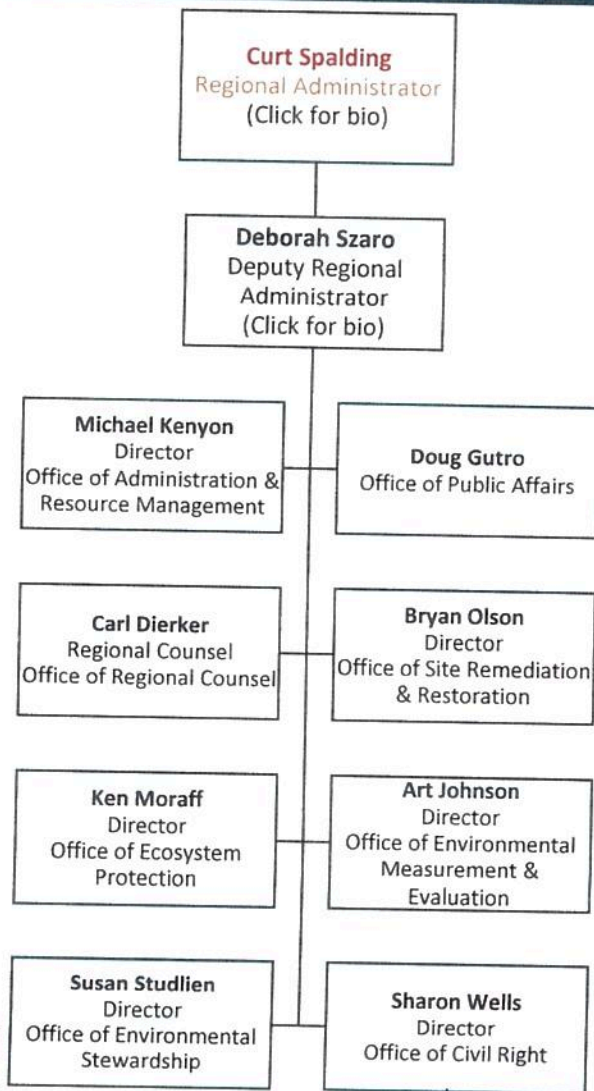 Curt Spalding
Regional Administrator
(Click for bio)
Deborah Szaro
Deputy Regional
Administrator
(Click for bio)
Michael Kenyon
Director
Office of Administration &
Resource Management
Doug Gutro
Office of Public Affairs
Carl Dierker
Regional Counsel
Office of Regional Counsel
Bryan Olson
Director
Office of Site Remediation
& Restoration
Ken Moraff
Director
Office of Ecosystem
Protection
Art Johnson
Director
Office of Environmental
Measurement &
Evaluation
Susan Studlien
Director
Office of Environmental
Stewardship
Sharon Wells
Director
Office of Civil Right